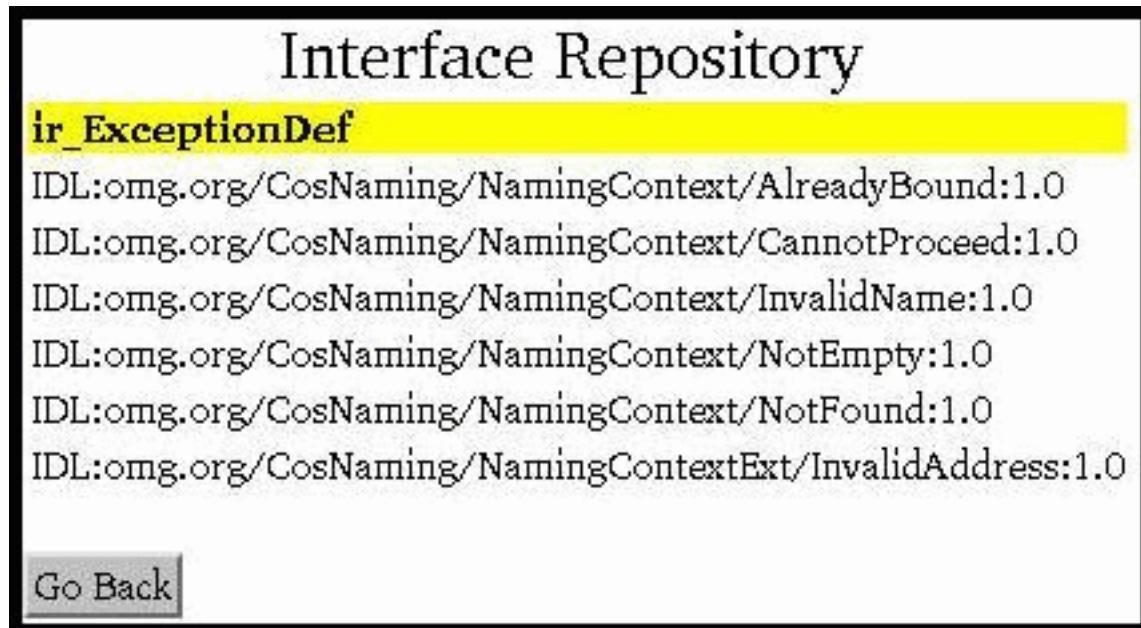 Interface Repository
ir_ExceptionDef
IDL:omg.org/CosNaming/NamingContext/AlreadyBound:1.0
IDL:omg.org/CosNaming/NamingContext/CannotProceed:1.0
IDL:omg.org/CosNaming/NamingContext/InvalidName:1.0
IDL:omg.org/CosNaming/NamingContext/NotEmpty:1.0
IDL:omg.org/CosNaming/NamingContext/NotFound:1.0
IDL:omg.org/CosNaming/NamingContextExt/InvalidAddress:1.0
Go Back